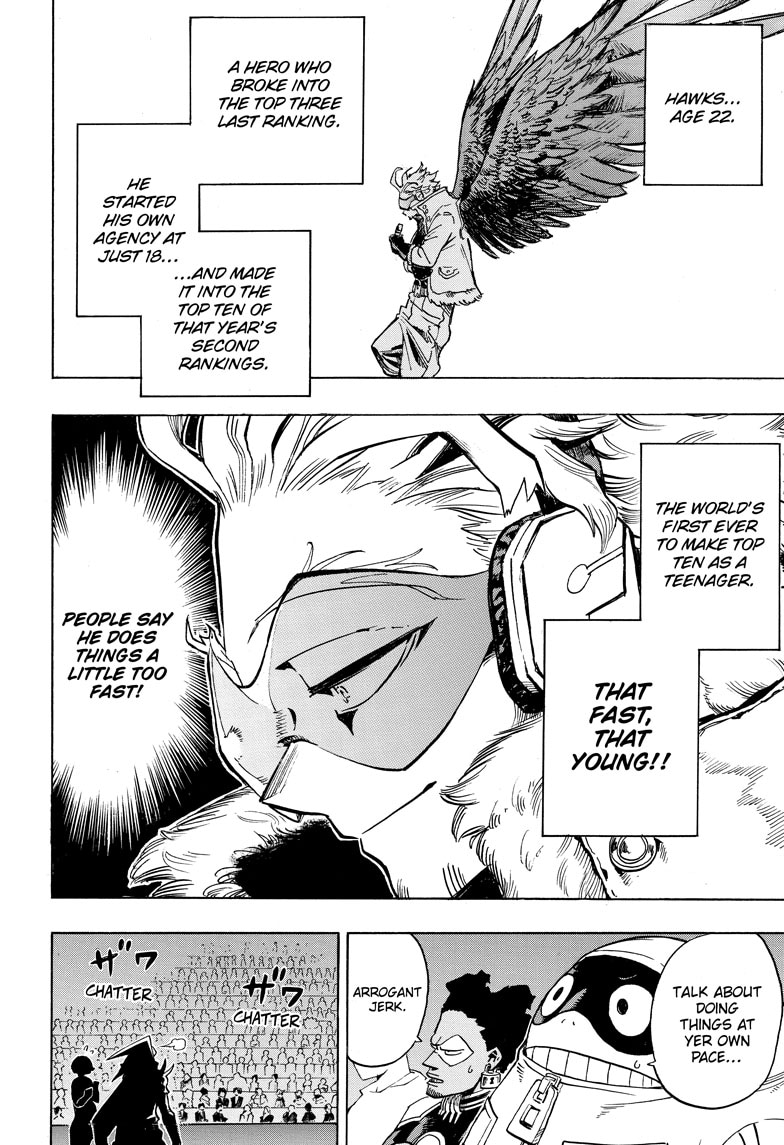 HAWKS...
AGE 22.
A HERO WHO
BROKE INTO
THE TOP THREE
LAST RANKING.
HE
STARTED
HIS OWN
AGENCY AT
JUST 18...
...AND MADE
IT INTO THE
TOP TEN OF
THAT YEAR'S
SECOND
RANKINGS.
THE WORLD'S
FIRST EVER
TO MAKE TOP
TEN AS A
TEENAGER.
THAT
FAST,
THAT
YOUNG!!
PEOPLE SAY
HE DOES
THINGS A
LITTLE TOO
FAST!
TALK ABOUT
DOING
THINGS AT
YER OWN
PACE...
ARROGANT
JERK.
ザワ
CHATTER
ザワ
CHATTER